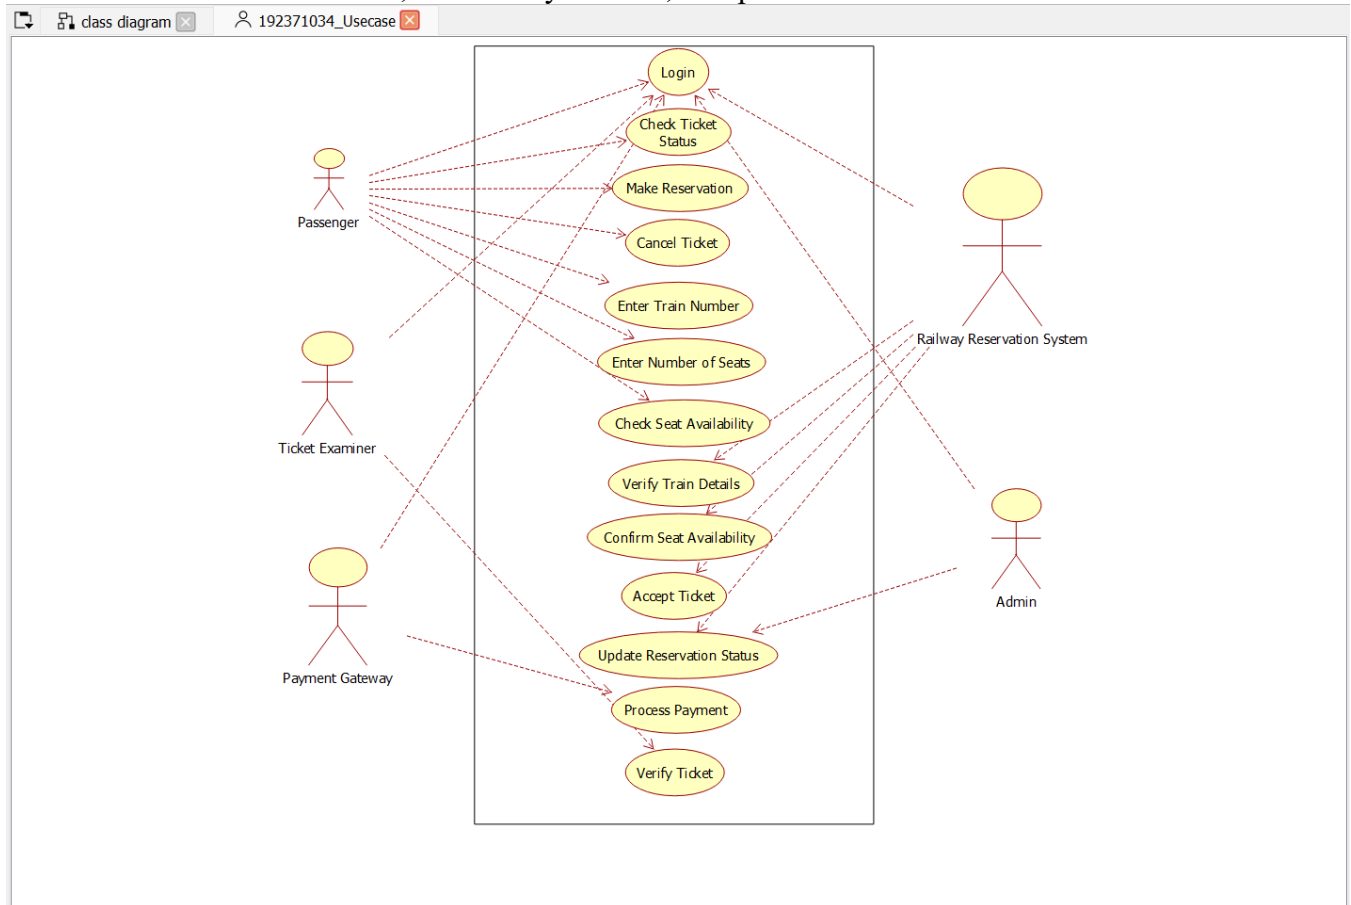 class diagram
192371034_Usecase
Login
Check Ticket
Status
Make Reservation
Passenger
Cancel Ticket
Enter Train Number
Railway Reservation System
Enter Number of Seats
Check Seat Availability
Ticket Examiner
Verify Train Details
Confirm Seat Availability
Accept Ticket
Admin
Update Reservation Status
Payment Gateway
Process Payment
Verify Ticket